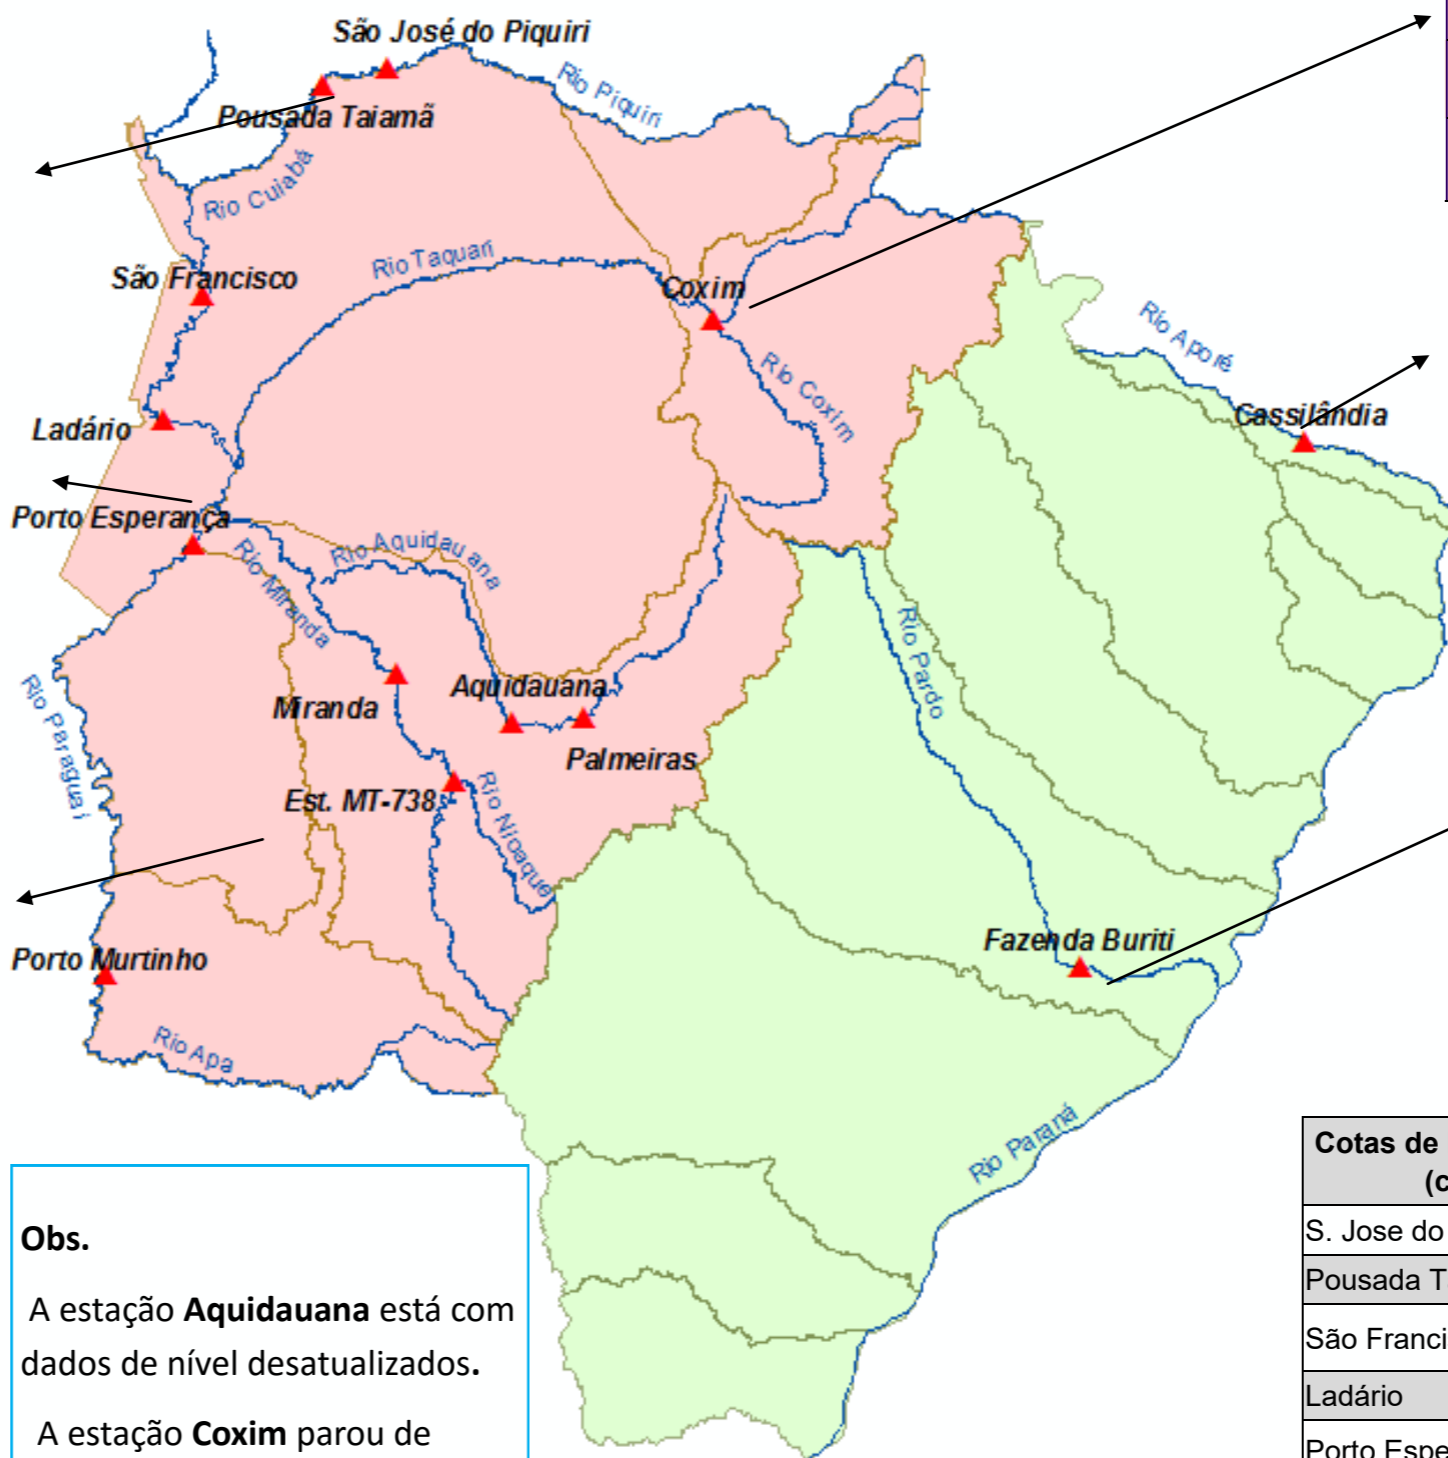 São José do Piquiri
Rio Piquiri
Pousada Taiamã
Rio Cuiabá
Rio Taquari
São Francisco
Coxim
Rio Aporé
Rio Coxim
Cassilândia
Ladário
Porto Esperança
Rio Aquidauana
Rio Miranda
Rio Pardo
Rio Paraguai
Aquidauana
Miranda
Palmeiras
Est. MT-738
Rio Nioaque
Fazenda Buriti
Porto Murtinho
Rio Apa
Rio Paraná
Obs.
A estação Aquidauana está com
dados de nível desatualizados.
A estação Coxim parou de
Cotas de
(c
S. Jose do
Pousada T
São Franci
Ladário
Porto Espe